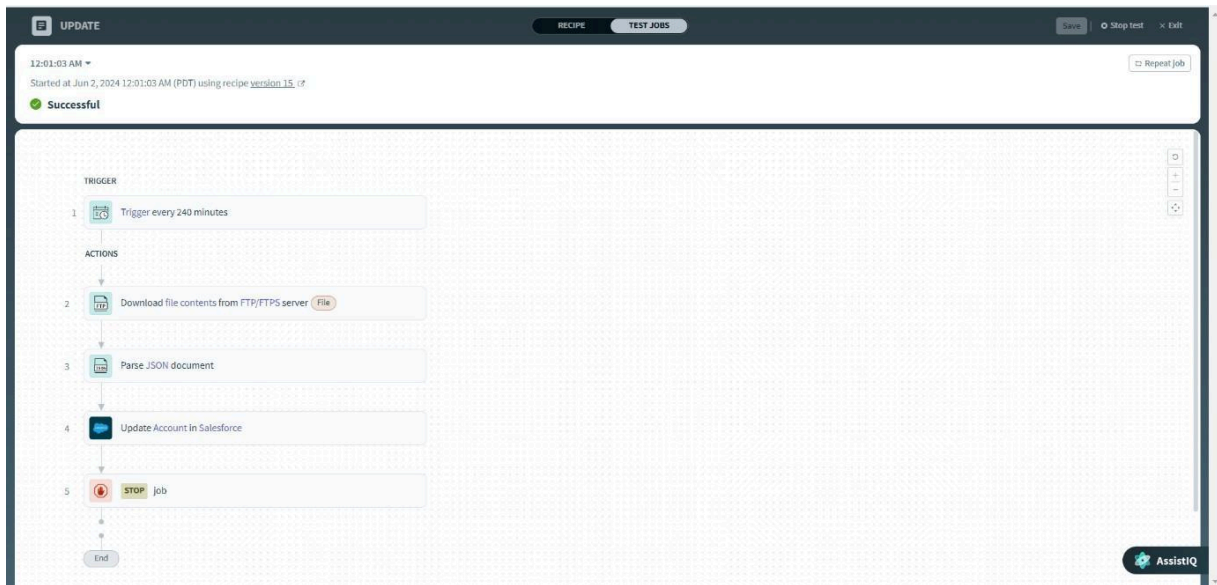 UPDATE
RECIPE TEST JOBS
Save Stop test × Exit
12:01:03 AM
Repeat job
Started at Jun 2, 2024 12:01:03 AM (PDT) using recipe version 15
Successful
TRIGGER
1 Trigger every 240 minutes
ACTIONS
2 FTP Download file contents from FTP/FTPS server File
3 JSON Parse JSON document
4 Update Account in Salesforce
5 STOP job
End
AssistIQ